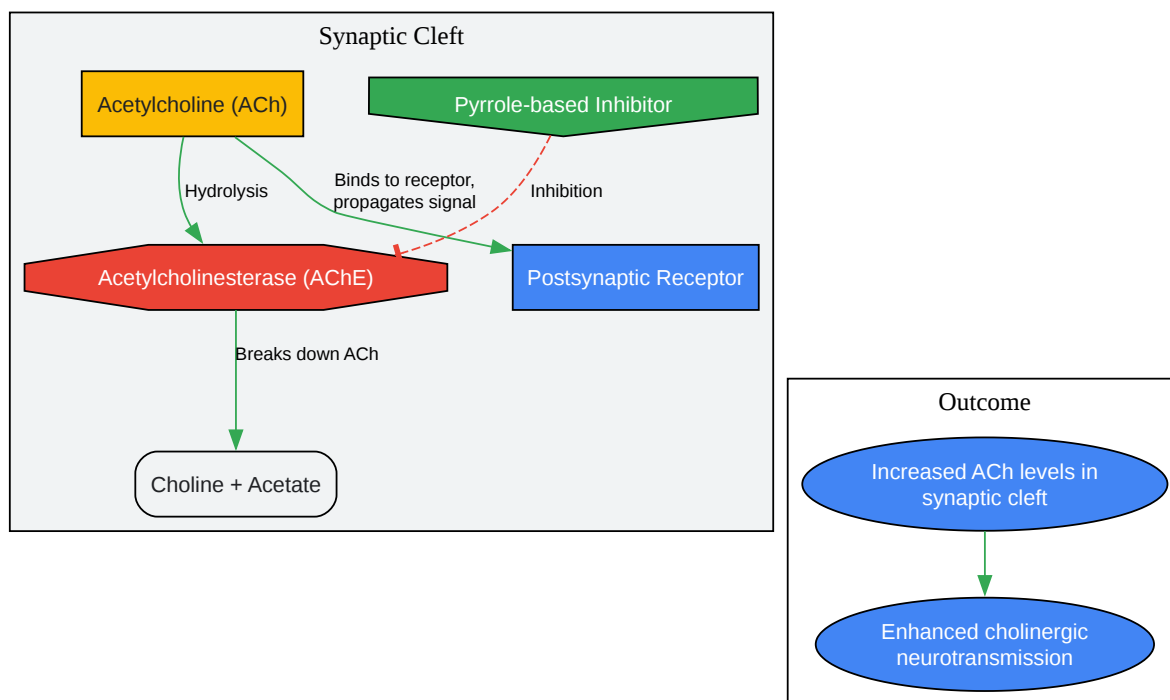 Synaptic Cleft
Acetylcholine (ACh)
Pyrrole-based Inhibitor
Hydrolysis
Binds to receptor,
propagates signal
Inhibition
Acetylcholinesterase (AChE)
Postsynaptic Receptor
Breaks down ACh
Choline + Acetate
Outcome
Increased ACh levels in
synaptic cleft
Enhanced cholinergic
neurotransmission